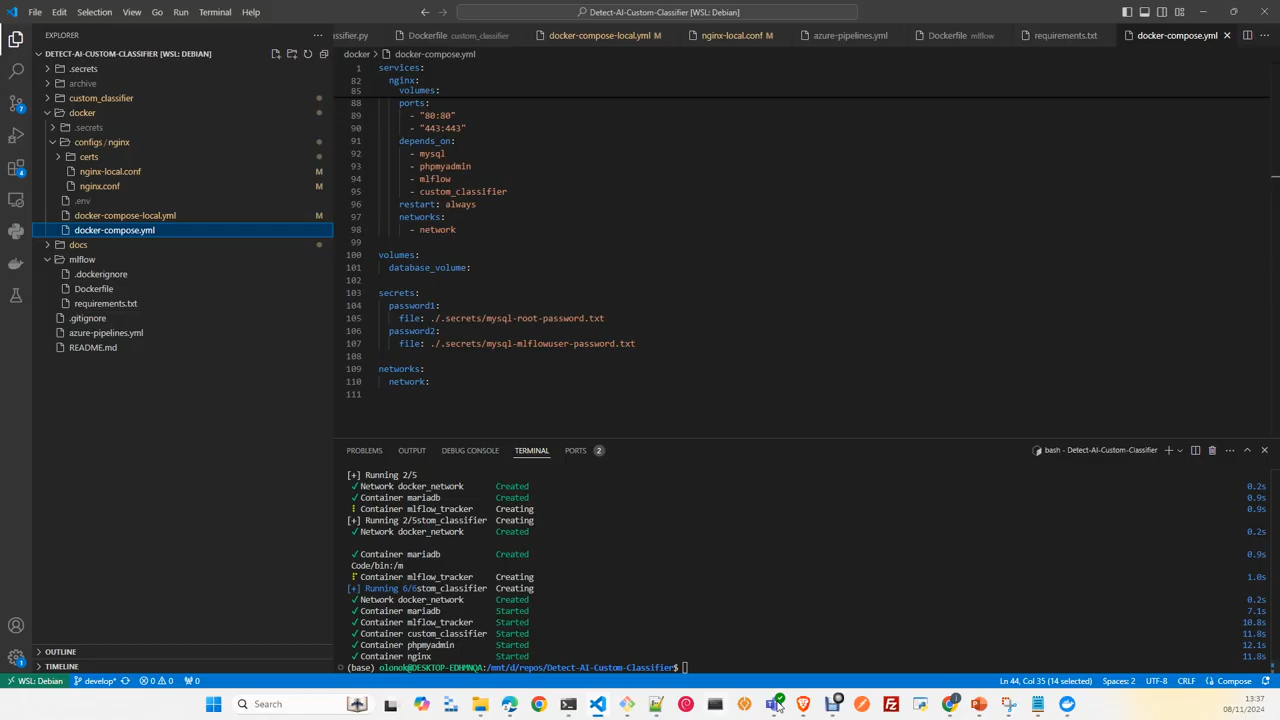 File Edit Selection View Go Run Terminal Help
Detect-AI-Custom-Classifier [WSL: Debian]
EXPLORER
DETECT-AI-CUSTOM-CLASSIFIER [WSL: DEBIAN]
.secrets
archive
custom_classifier
docker
.secrets
configs / nginx
certs
nginx-local.conf M
nginx.conf M
.env
docker-compose-local.yml M
docker-compose.yml
docs
mlflow
.dockerignore
Dockerfile
requirements.txt
.gitignore
azure-pipelines.yml
README.md
OUTLINE
TIMELINE
ssifier.py Dockerfile custom_classifier docker-compose-local.yml M nginx-local.conf M azure-pipelines.yml Dockerfile mlflow requirements.txt docker-compose.yml
docker > docker-compose.yml
1 services:
82 nginx:
85 volumes:
88 ports:
89 - "80:80"
90 - "443:443"
91 depends_on:
92 - mysql
93 - phpmyadmin
94 - mlflow
95 - custom_classifier
96 restart: always
97 networks:
98 - network
99
100 volumes:
101 database_volume:
102
103 secrets:
104 password1:
105 file: ./.secrets/mysql-root-password.txt
106 password2:
107 file: ./.secrets/mysql-mlflowuser-password.txt
108
109 networks:
110 network:
111
PROBLEMS OUTPUT DEBUG CONSOLE TERMINAL PORTS 2
bash - Detect-AI-Custom-Classifier
[+] Running 2/5
✓ Network docker_network Created 0.2s
✓ Container mariadb Created 0.9s
Container mlflow_tracker Creating 0.9s
[+] Running 2/5stom_classifier Creating
✓ Network docker_network Created 0.2s
✓ Container mariadb Created 0.9s
Code/bin:/m
Container mlflow_tracker Creating 1.0s
[+] Running 6/6stom_classifier Creating
✓ Network docker_network Created 0.2s
✓ Container mariadb Started 7.1s
✓ Container mlflow_tracker Started 10.8s
✓ Container custom_classifier Started 11.8s
✓ Container phpmyadmin Started 12.1s
✓ Container nginx Started 11.8s
(base) olonok@DESKTOP-EDHMNQA:/mnt/d/repos/Detect-AI-Custom-Classifier$
WSL: Debian develop* 0 0 0 Ln 44, Col 35 (14 selected) Spaces: 2 UTF-8 CRLF Compose
Search
13:37
08/11/2024